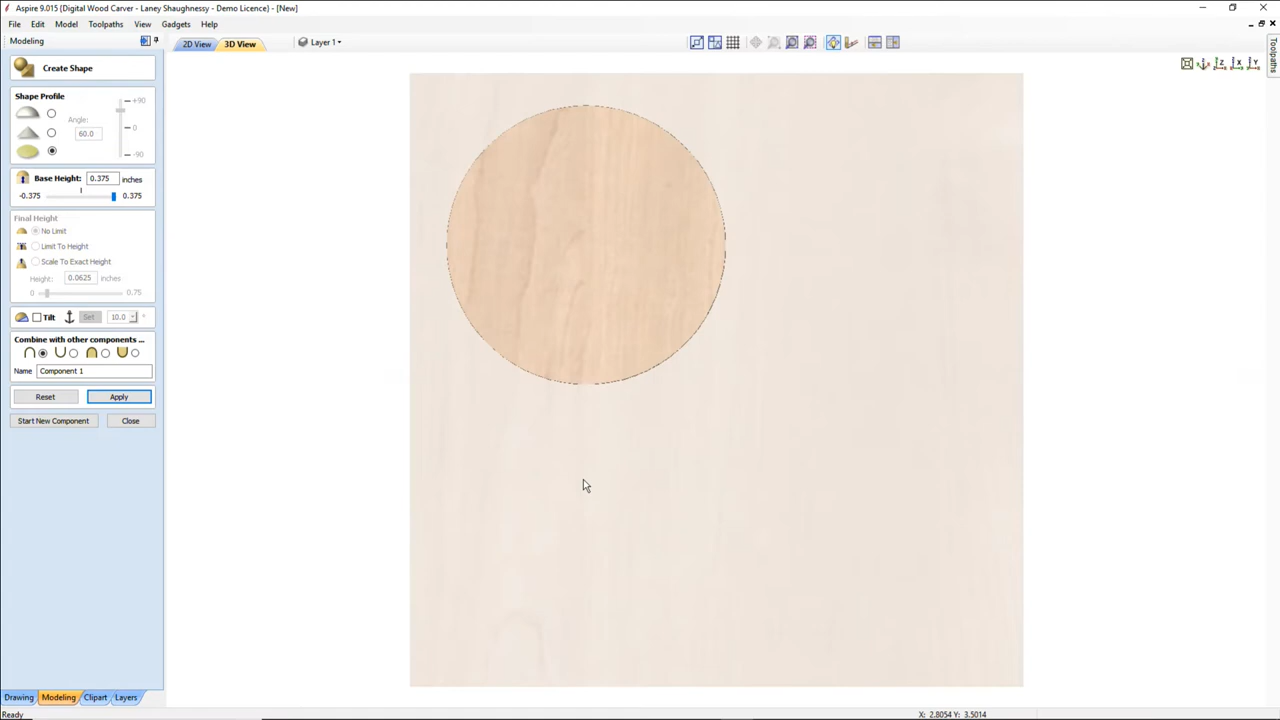 Aspire 9.015 (Digital Wood Carver - Laney Shaughnessy - Demo Licence) - [New]
File Edit Model Toolpaths View Gadgets Help
Modeling
2D View 3D View Layer 1
Toolpaths
Z X Y
Create Shape
Shape Profile
+90
Angle:
0
60.0
-90
Base Height: 0.375 inches
-0.375 0.375
Final Height
No Limit
Limit To Height
Scale To Exact Height
Height: 0.0625 inches
0 0.75
Tilt Set 10.0 °
Combine with other components ...
Name Component 1
Reset Apply
Start New Component Close
Drawing Modeling Clipart Layers
Ready X: 2.8054 Y: 3.5014